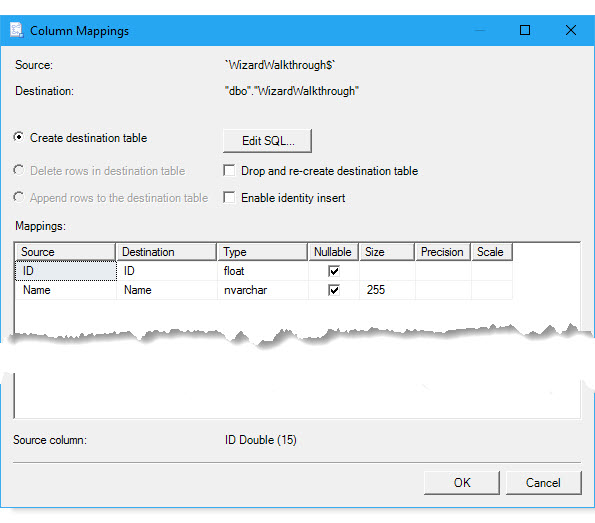 Column Mappings
Source: `WizardWalkthrough$`
Destination: "dbo"."WizardWalkthrough"
Create destination table Edit SQL...
Delete rows in destination table Drop and re-create destination table
Append rows to the destination table Enable identity insert
Mappings:
Source Destination Type Nullable Size Precision Scale
ID ID float
Name Name nvarchar 255
Source column: ID Double (15)
OK Cancel